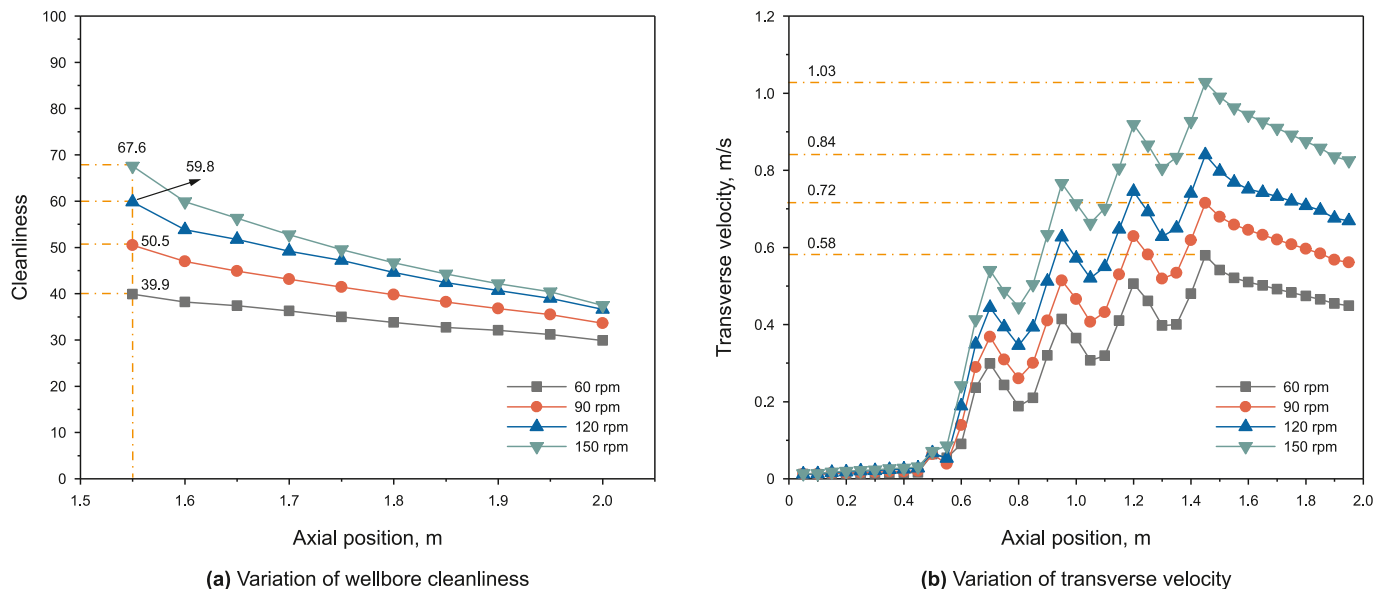 100
90
80
70
60
50
40
30
20
10
0
Cleanliness
67.6
59.8
50.5
39.9
60 rpm
90 rpm
120 rpm
150 rpm
1.5 1.6 1.7 1.8 1.9 2.0
Axial position, m
(a) Variation of wellbore cleanliness
1.2
1.0
0.8
0.6
0.4
0.2
0
Transverse velocity, m/s
1.03
0.84
0.72
0.58
60 rpm
90 rpm
120 rpm
150 rpm
0 0.2 0.4 0.6 0.8 1.0 1.2 1.4 1.6 1.8 2.0
Axial position, m
(b) Variation of transverse velocity